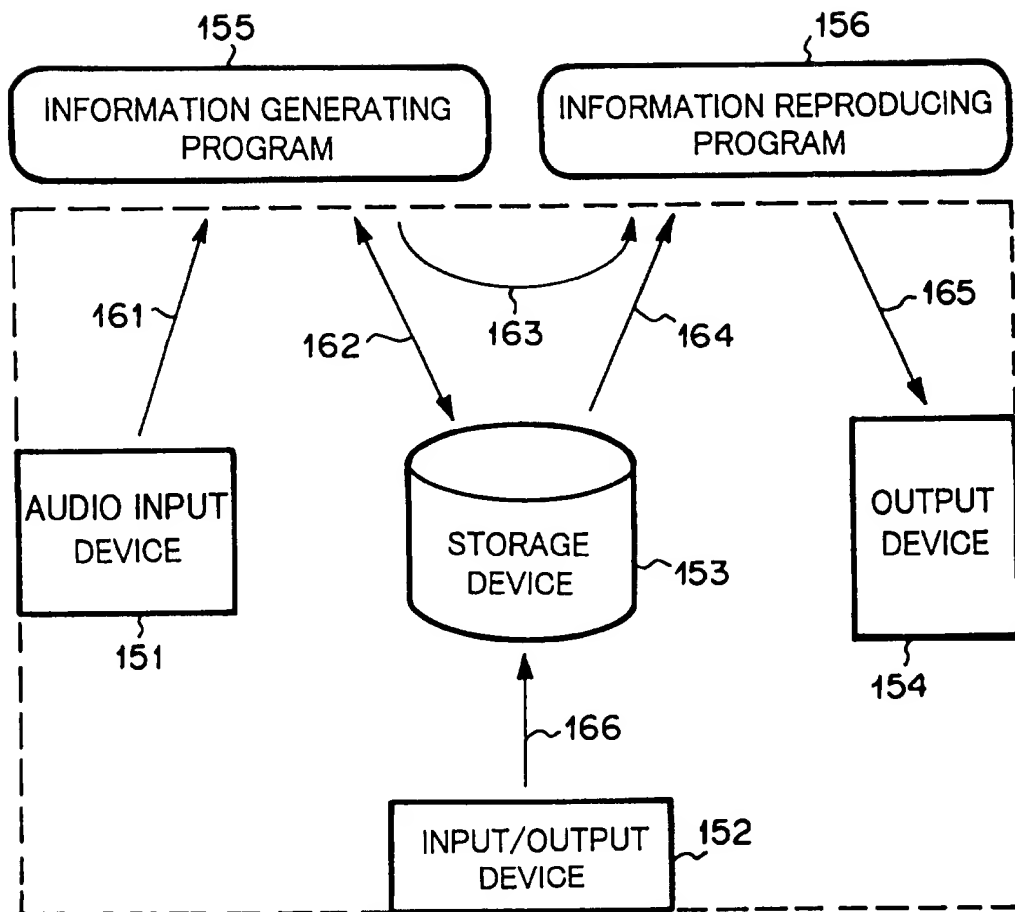 155
156
INFORMATION GENERATING
PROGRAM
INFORMATION REPRODUCING
PROGRAM
161
162
163
164
165
AUDIO INPUT
DEVICE
151
STORAGE
DEVICE
153
OUTPUT
DEVICE
154
166
INPUT/OUTPUT
DEVICE
152